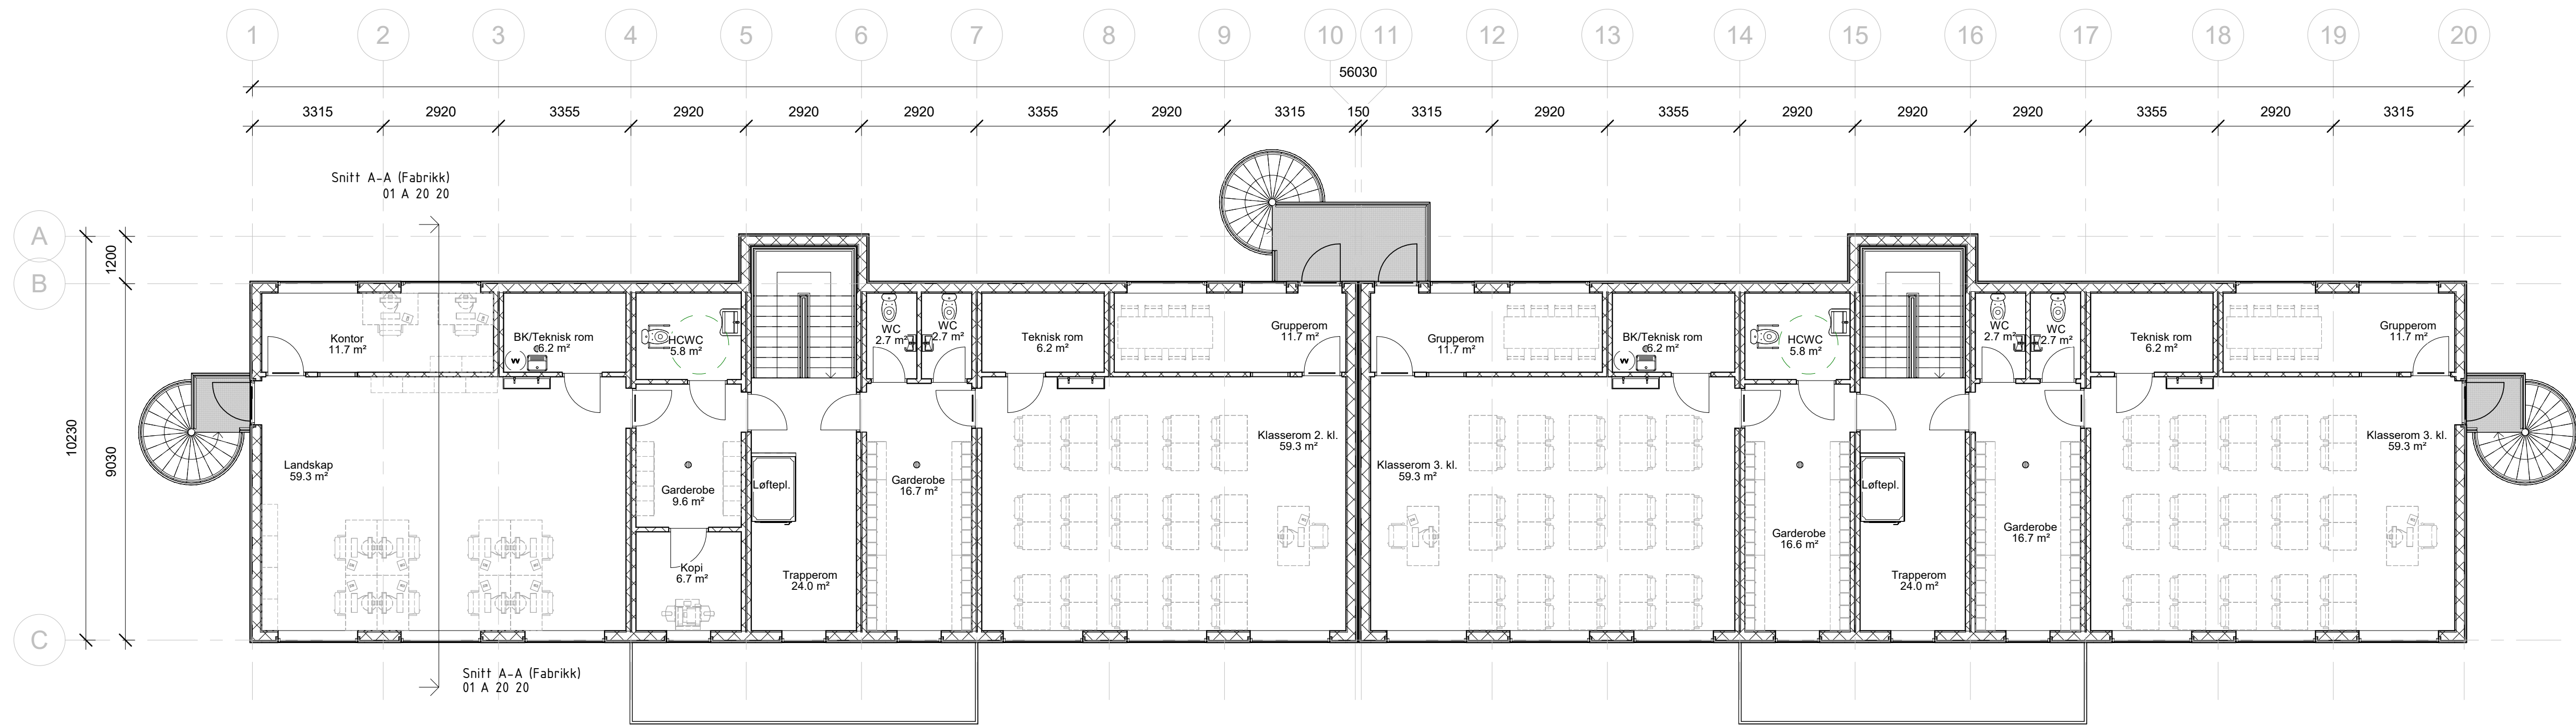 1 2 3 4 5 6 7 8 9 10 11 12 13 14 15 16 17 18 19 20
56030
3315 2920 3355 2920 2920 2920 3355 2920 3315 150 3315 2920 3355 2920 2920 2920 3355 2920 3315
Snitt A-A (Fabrikk)
01 A 20 20
A
B
C
1200
10230
9030
Kontor
11.7 m²
BK/Teknisk rom
6.2 m²
W
HCWC
5.8 m²
WC
2.7 m²
WC
2.7 m²
Teknisk rom
6.2 m²
Grupperom
11.7 m²
Grupperom
11.7 m²
BK/Teknisk rom
6.2 m²
W
HCWC
5.8 m²
WC
2.7 m²
WC
2.7 m²
Teknisk rom
6.2 m²
Grupperom
11.7 m²
Landskap
59.3 m²
Garderobe
9.6 m²
Kopi
6.7 m²
Løftepl.
Trapperom
24.0 m²
Garderobe
16.7 m²
Klasserom 2. kl.
59.3 m²
Klasserom 3. kl.
59.3 m²
Garderobe
16.6 m²
Løftepl.
Trapperom
24.0 m²
Garderobe
16.7 m²
Klasserom 3. kl.
59.3 m²
Snitt A-A (Fabrikk)
01 A 20 20